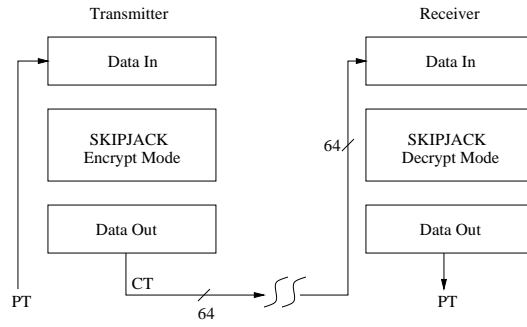 Transmitter
Receiver
Data In
Data In
SKIPJACK
Encrypt Mode
64
SKIPJACK
Decrypt Mode
Data Out
Data Out
PT
CT
64
PT